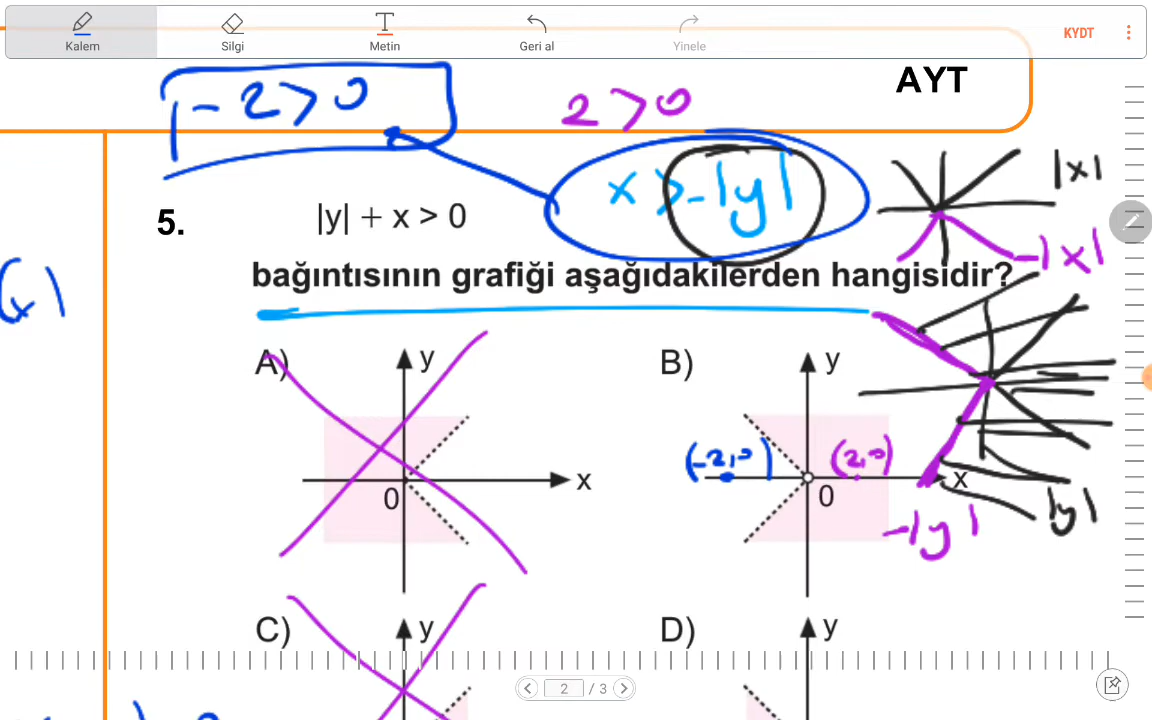 Kalem Silgi Metin Geri al Yinele KYDT
AYT
-2>0
2>0
x>-|y|
|x|
-|x|
5. |y| + x > 0
bağıntısının grafiği aşağıdakilerden hangisidir?
A) y x 0
B) y x 0
(-2,0) (2,0)
-|y|
|y|
C) y
D) y
2 / 3